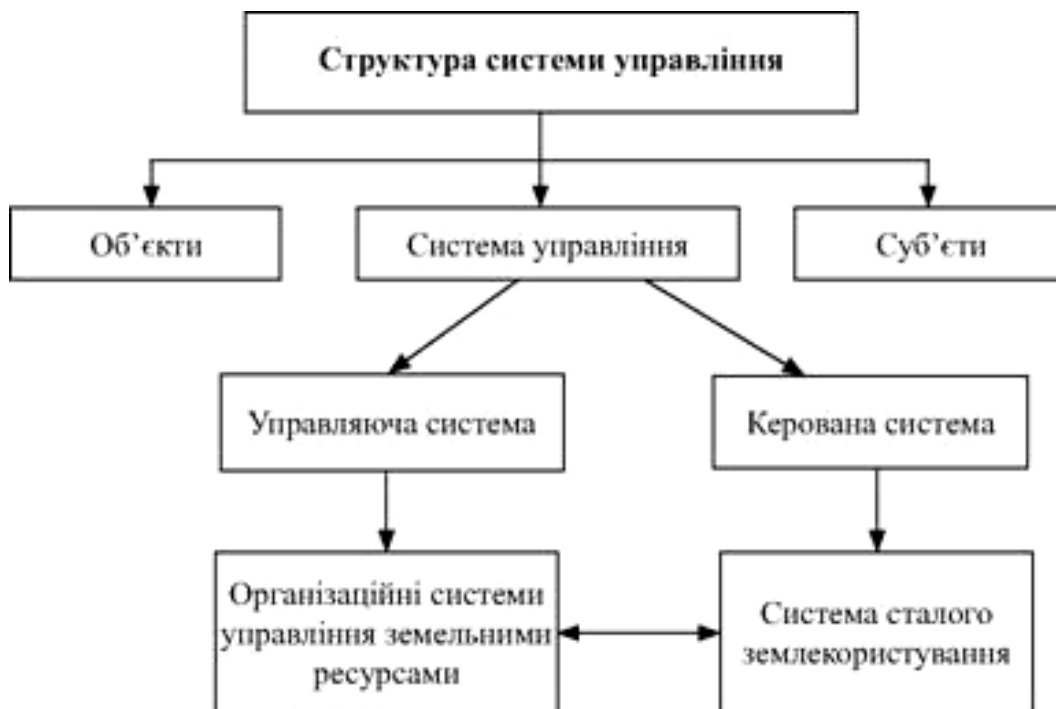 Структура системи управління
Об’єкти
Система управління
Суб’єти
Управляюча система
Керована система
Організаційні системи
управління земельними
ресурсами
Система сталого
землекористування